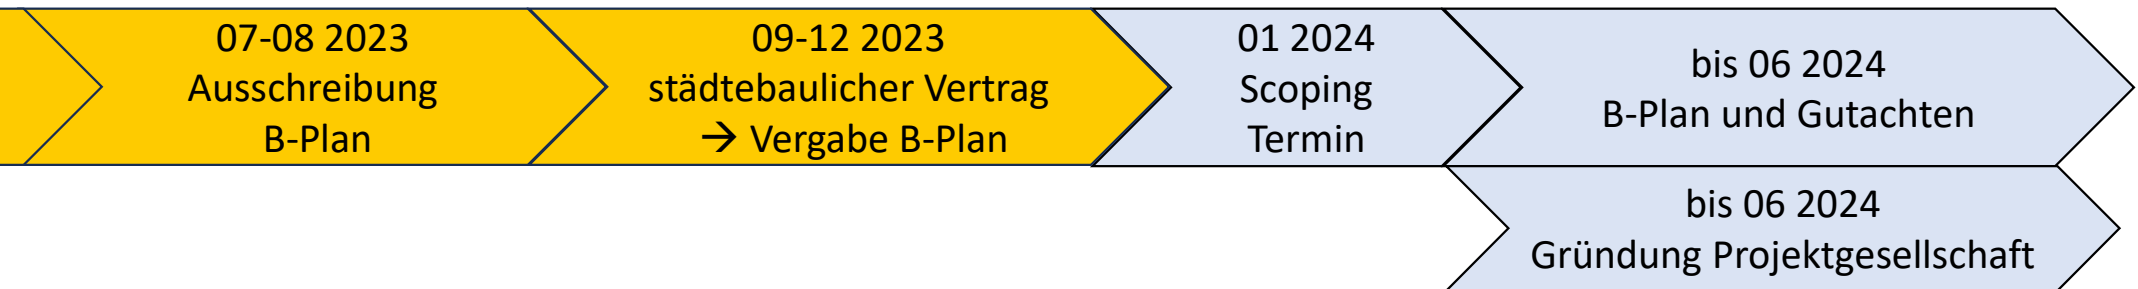 07-08 2023
Ausschreibung
B-Plan
09-12 2023
städtebaulicher Vertrag
→ Vergabe B-Plan
01 2024
Scoping
Termin
bis 06 2024
B-Plan und Gutachten
bis 06 2024
Gründung Projektgesellschaft